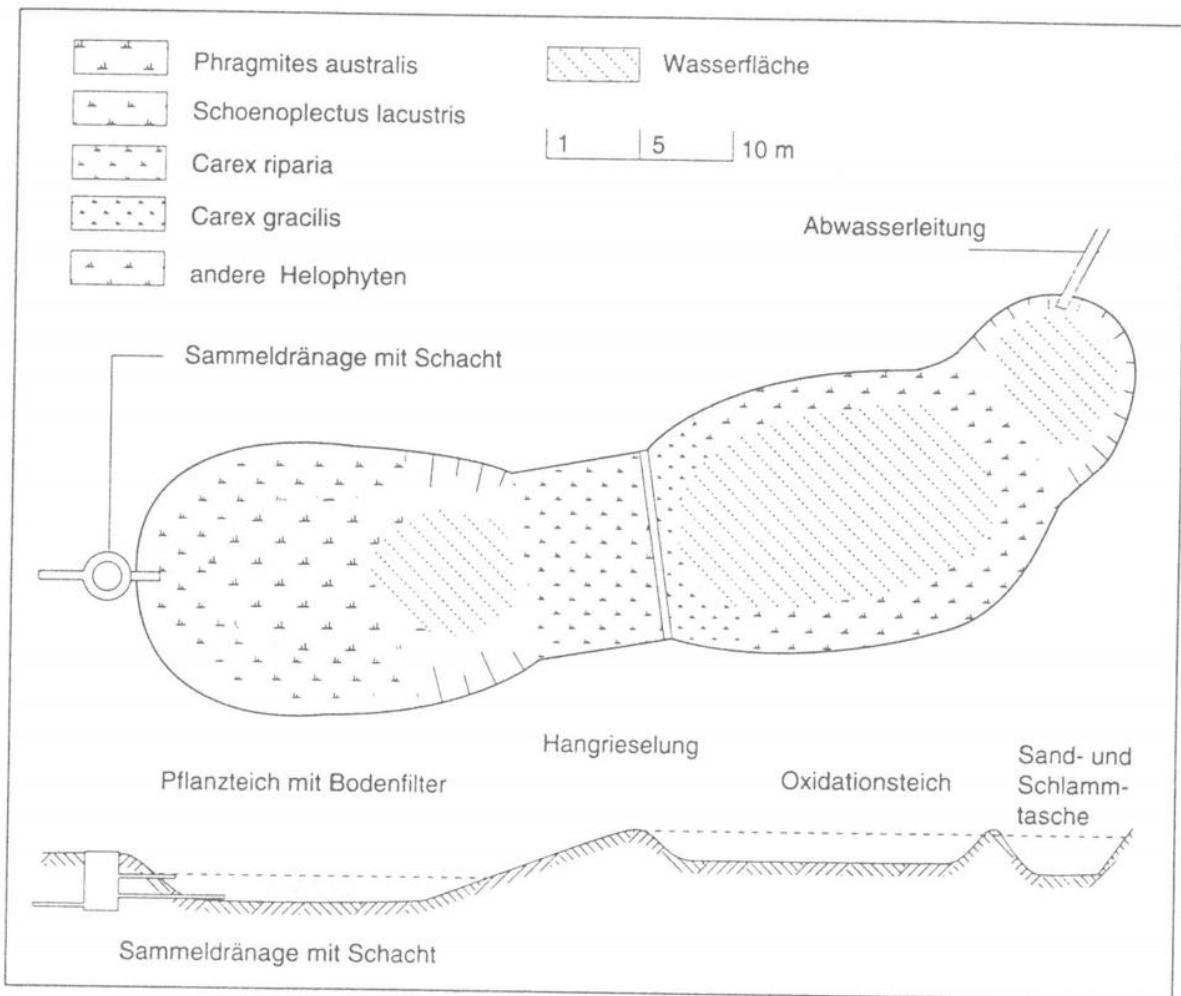 Phragmites australis
Schoenoplectus lacustris
Carex riparia
Carex gracilis
andere Helophyten
Wasserfläche
1 5 10 m
Abwasserleitung
Sammeldränage mit Schacht
Hangrieselung
Pflanzteich mit Bodenfilter
Oxidationsteich
Sand- und
Schlamm-
tasche
Sammeldränage mit Schacht